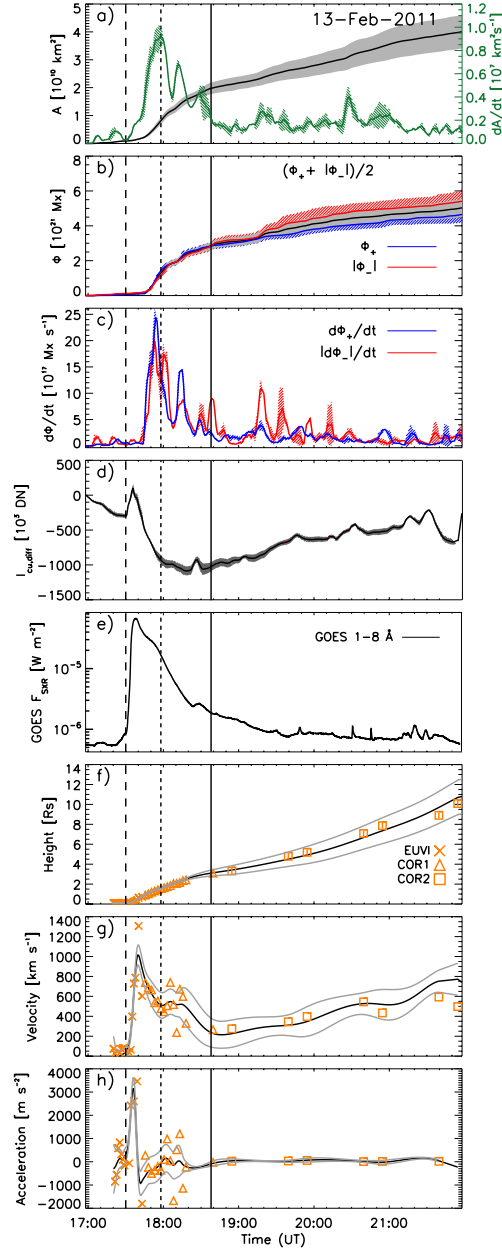 13-Feb-2011
a)
A [10¹⁰ km²]
5
4
3
2
1
0
dA/dt [10⁷ km²s⁻¹]
1.2
1.0
0.8
0.6
0.4
0.2
0.0
b)
(Φ₊+ |Φ₋|)/2
Φ [10²¹ Mx]
8
6
4
2
0
Φ₊
|Φ₋|
c)
dΦ/dt [10¹⁷ Mx s⁻¹]
25
20
15
10
5
0
dΦ₊/dt
|dΦ₋|/dt
d)
I_cu,diff [10³ DN]
500
0
−500
−1000
−1500
e)
GOES F_SXR [W m⁻²]
10⁻⁵
10⁻⁶
GOES 1−8 Å
f)
Height [Rs]
14
12
10
8
6
4
2
0
EUVI
COR1
COR2
g)
Velocity [km s⁻¹]
1400
1200
1000
800
600
400
200
0
h)
Acceleration [m s⁻²]
4000
3000
2000
1000
0
−1000
−2000
17:00 18:00 19:00 20:00 21:00
Time (UT)